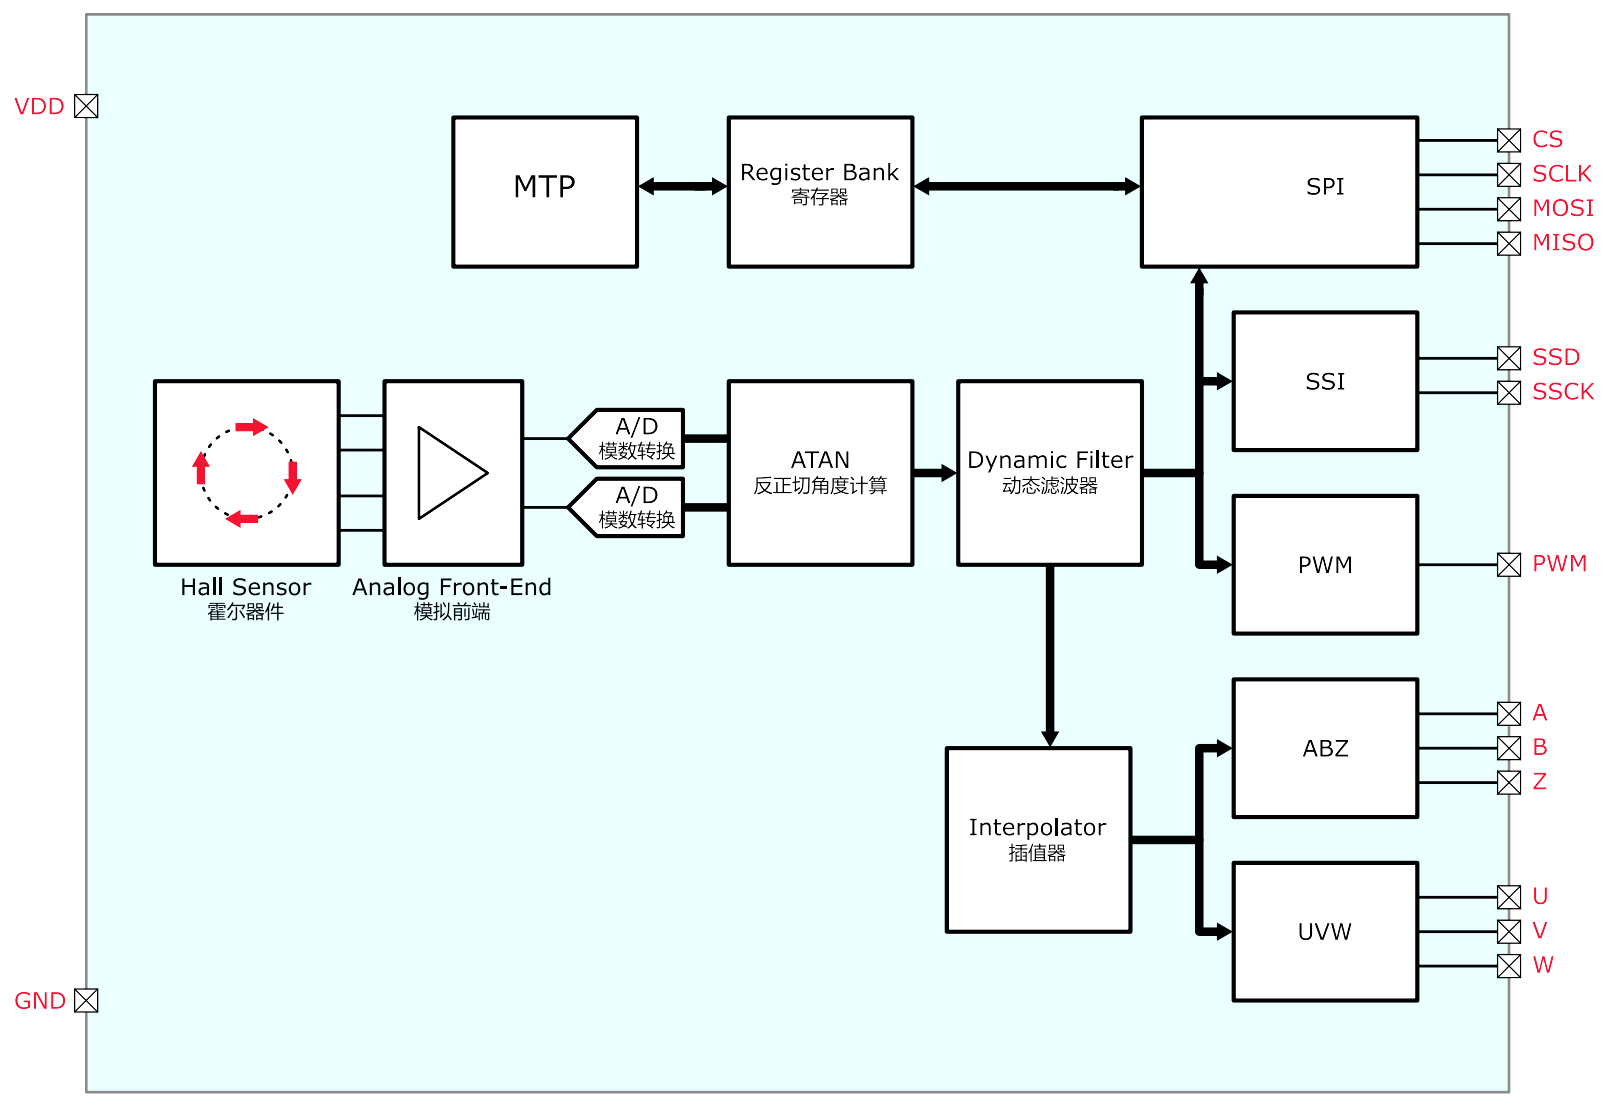 VDD
MTP
Register Bank
寄存器
SPI
CS
SCLK
MOSI
MISO
SSI
SSD
SSCK
A/D
模数转换
A/D
模数转换
ATAN
反正切角度计算
Dynamic Filter
动态滤波器
Hall Sensor
霍尔器件
Analog Front-End
模拟前端
PWM
PWM
ABZ
A
B
Z
Interpolator
插值器
UVW
U
V
W
GND